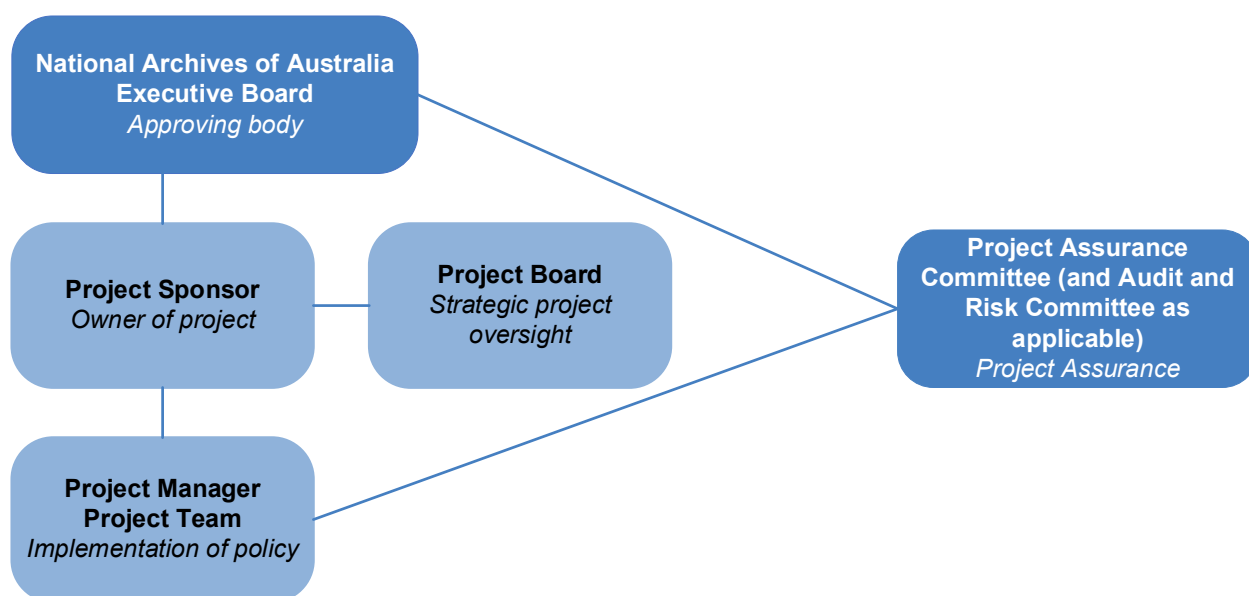 National Archives of Australia
Executive Board
Approving body
Project Sponsor
Owner of project
Project Board
Strategic project
oversight
Project Assurance
Committee (and Audit and
Risk Committee as
applicable)
Project Assurance
Project Manager
Project Team
Implementation of policy